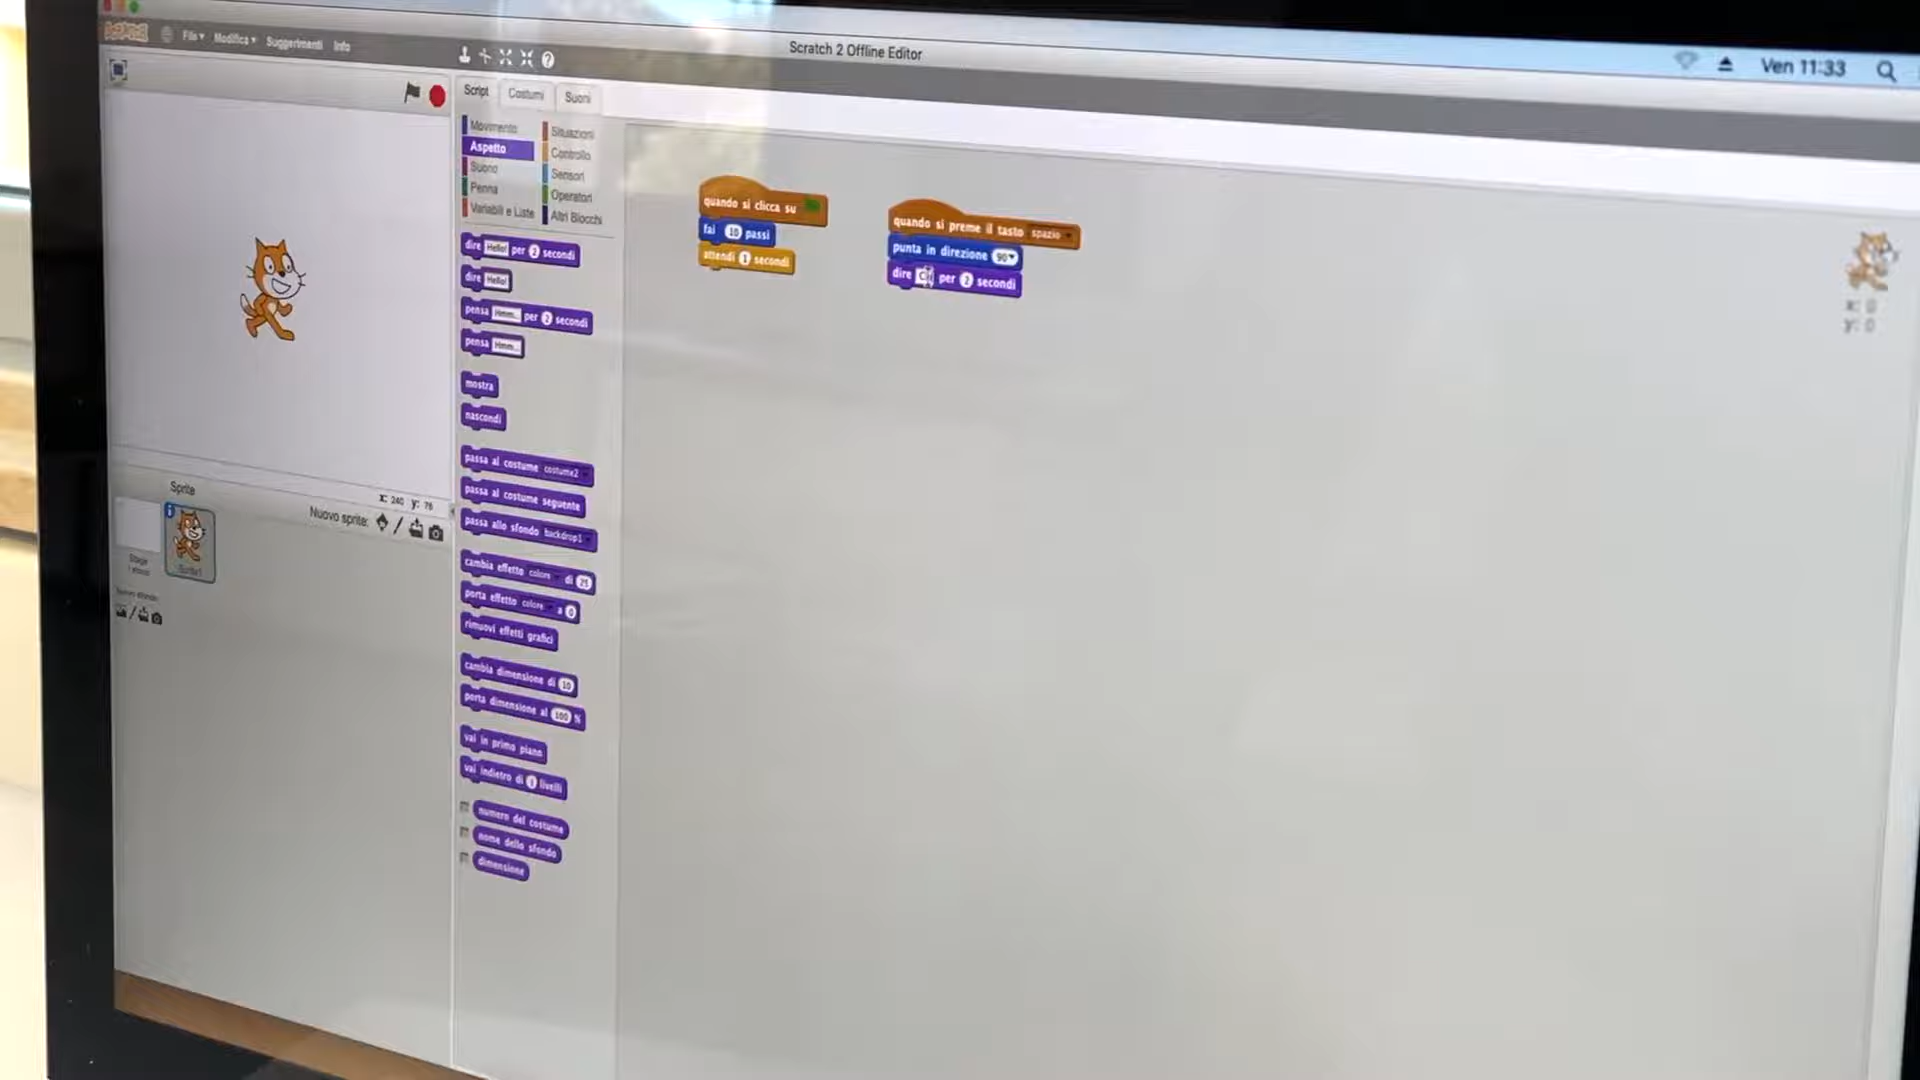 Scratch 2 Offline Editor
Ven 11:33
File Modifica Suggerimenti Info
Script Costumi Suoni
Movimento Situazioni
Aspetto Controllo
Suono Sensori
Penna Operatori
Variabili e Liste Altri Blocchi
dire Hello! per 2 secondi
dire Hello!
pensa Hmm... per 2 secondi
pensa Hmm...
mostra
nascondi
passa al costume costume2
passa al costume seguente
passa allo sfondo backdrop1
cambia effetto colore di 25
porta effetto colore a 0
rimuovi effetti grafici
cambia dimensione di 10
porta dimensione al 100 %
vai in primo piano
vai indietro di 1 livelli
numero del costume
nome dello sfondo
dimensione
quando si clicca su
fai 10 passi
attendi 1 secondi
quando si preme il tasto spazio
punta in direzione 90
dire per 2 secondi
x: 0
y: 0
x: 240 y: 76
Sprite
Nuovo sprite:
Stage
Sprite1